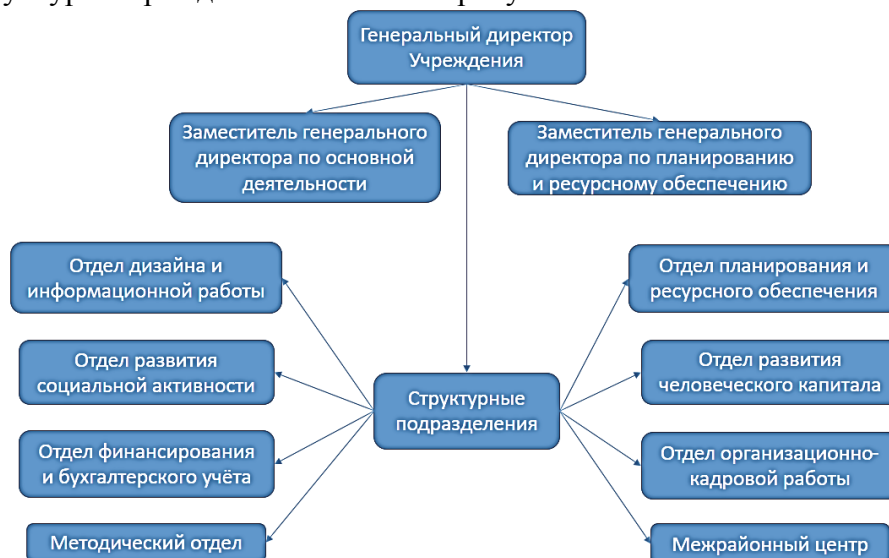 Генеральный директор
Учреждения
Заместитель генерального
директора по основной
деятельности
Заместитель генерального
директора по планированию
и ресурсному обеспечению
Отдел дизайна и
информационной работы
Отдел планирования и
ресурсного обеспечения
Отдел развития
социальной активности
Отдел развития
человеческого капитала
Структурные
подразделения
Отдел финансирования
и бухгалтерского учёта
Отдел организационно-
кадровой работы
Методический отдел
Межрайонный центр